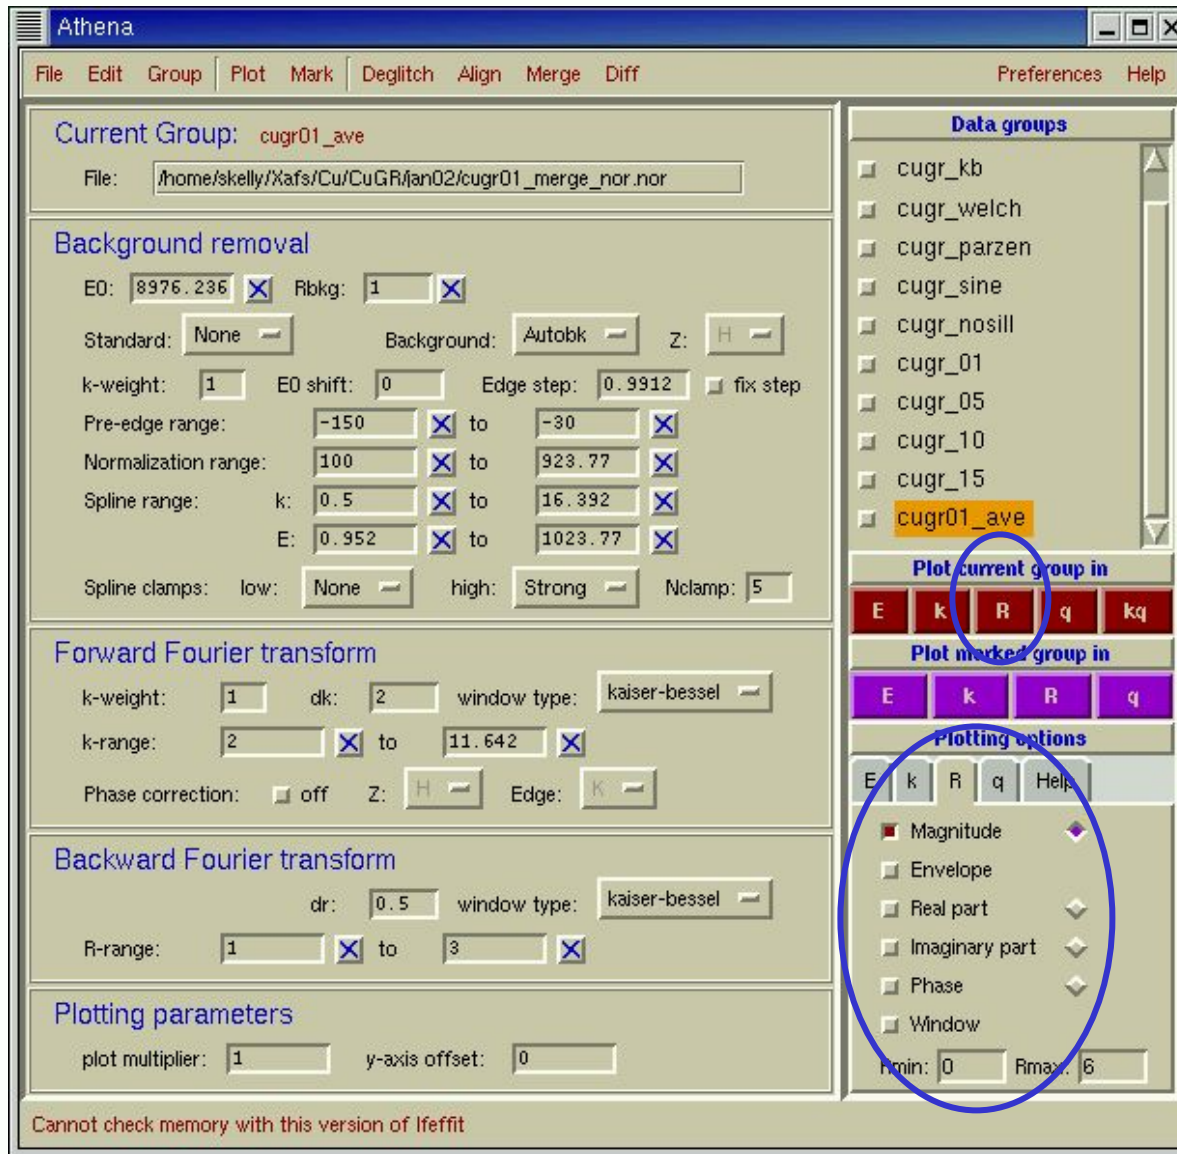 Athena
File Edit Group Plot Mark Deglitch Align Merge Diff Preferences Help
Current Group: cugr01_ave
File: /home/skelly/Xafs/Cu/CuGR/jan02/cugr01_merge_nor.nor
Background removal
E0: 8976.236 Rbkg: 1
Standard: None Background: Autobk Z: H
k-weight: 1 E0 shift: 0 Edge step: 0.9912 fix step
Pre-edge range: -150 to -30
Normalization range: 100 to 923.77
Spline range: k: 0.5 to 16.392
E: 0.952 to 1023.77
Spline clamps: low: None high: Strong Nclamp: 5
Forward Fourier transform
k-weight: 1 dk: 2 window type: kaiser-bessel
k-range: 2 to 11.642
Phase correction: off Z: H Edge: K
Backward Fourier transform
dr: 0.5 window type: kaiser-bessel
R-range: 1 to 3
Plotting parameters
plot multiplier: 1 y-axis offset: 0
Cannot check memory with this version of Ifeffit
Data groups
cugr_kb
cugr_welch
cugr_parzen
cugr_sine
cugr_nosill
cugr_01
cugr_05
cugr_10
cugr_15
cugr01_ave
Plot current group in
E k R q kq
Plot marked group in
E k R q
Plotting options
E k R q Help
Magnitude
Envelope
Real part
Imaginary part
Phase
Window
Rmin: 0 Rmax: 6